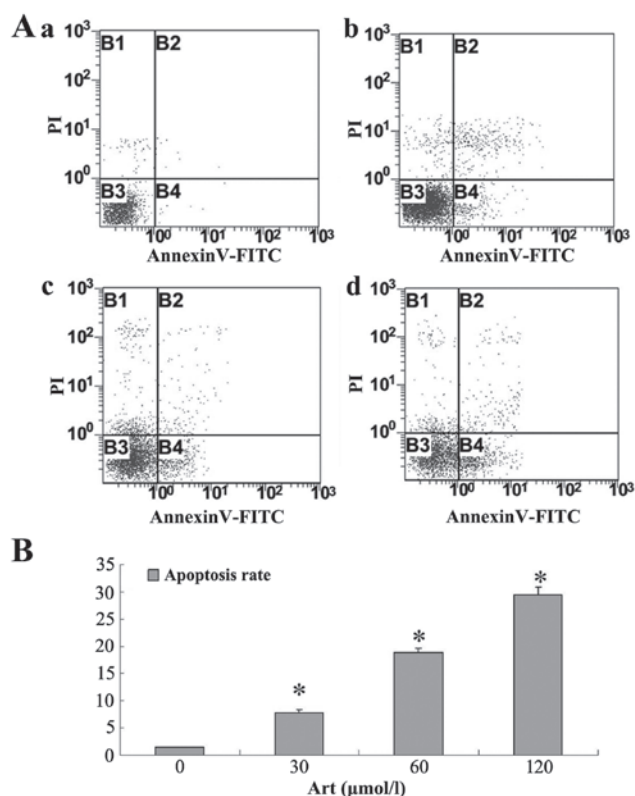 A a
B1 B2
B3 B4
10³
10²
10¹
10⁰
PI
10⁰ 10¹ 10² 10³
AnnexinV-FITC
b
B1 B2
B3 B4
10³
10²
10¹
10⁰
PI
10⁰ 10¹ 10² 10³
AnnexinV-FITC
c
B1 B2
B3 B4
10³
10²
10¹
10⁰
PI
10⁰ 10¹ 10² 10³
AnnexinV-FITC
d
B1 B2
B3 B4
10³
10²
10¹
10⁰
PI
10⁰ 10¹ 10² 10³
AnnexinV-FITC
B
Apoptosis rate
35
30
25
20
15
10
5
0
* * *
0 30 60 120
Art (μmol/l)